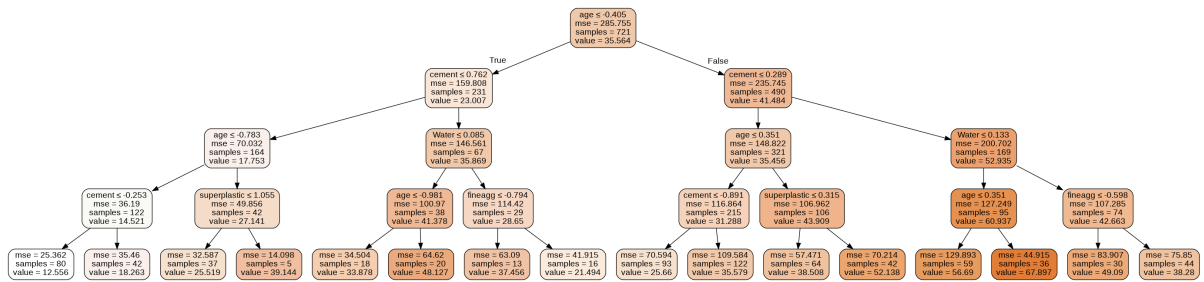 age ≤ -0.405
mse = 285.755
samples = 721
value = 35.564
True
False
cement ≤ 0.762
mse = 159.808
samples = 231
value = 23.007
cement ≤ 0.289
mse = 235.745
samples = 490
value = 41.484
age ≤ -0.783
mse = 70.032
samples = 164
value = 17.753
Water ≤ 0.085
mse = 146.561
samples = 67
value = 35.869
age ≤ 0.351
mse = 148.822
samples = 321
value = 35.456
Water ≤ 0.133
mse = 200.702
samples = 169
value = 52.935
cement ≤ -0.253
mse = 36.19
samples = 122
value = 14.521
superplastic ≤ 1.055
mse = 49.856
samples = 42
value = 27.141
age ≤ -0.981
mse = 100.97
samples = 38
value = 41.378
fineagg ≤ -0.794
mse = 114.42
samples = 29
value = 28.65
cement ≤ -0.891
mse = 116.864
samples = 215
value = 31.288
superplastic ≤ 0.315
mse = 106.962
samples = 106
value = 43.909
age ≤ 0.351
mse = 127.249
samples = 95
value = 60.937
fineagg ≤ -0.598
mse = 107.285
samples = 74
value = 42.663
mse = 25.362
samples = 80
value = 12.556
mse = 35.46
samples = 42
value = 18.263
mse = 32.587
samples = 37
value = 25.519
mse = 14.098
samples = 5
value = 39.144
mse = 34.504
samples = 18
value = 33.878
mse = 64.62
samples = 20
value = 48.127
mse = 63.09
samples = 13
value = 37.456
mse = 41.915
samples = 16
value = 21.494
mse = 70.594
samples = 93
value = 25.66
mse = 109.584
samples = 122
value = 35.579
mse = 57.471
samples = 64
value = 38.508
mse = 70.214
samples = 42
value = 52.138
mse = 129.893
samples = 59
value = 56.69
mse = 44.915
samples = 36
value = 67.897
mse = 83.907
samples = 30
value = 49.09
mse = 75.85
samples = 44
value = 38.28